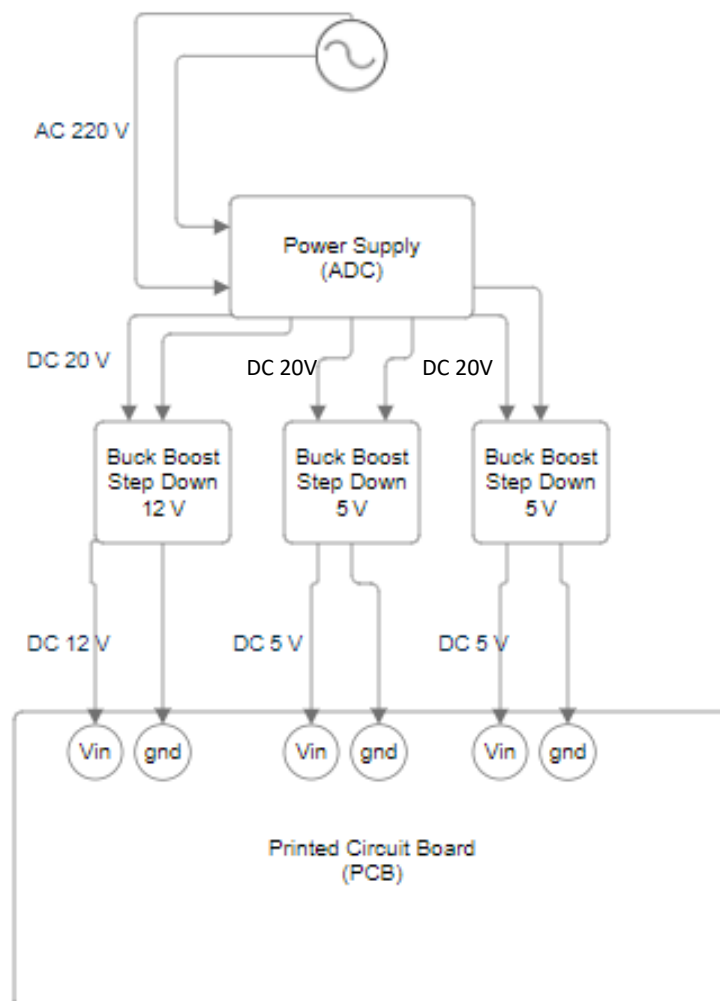 AC 220 V
Power Supply
(ADC)
DC 20 V
DC 20V
DC 20V
Buck Boost
Step Down
12 V
Buck Boost
Step Down
5 V
Buck Boost
Step Down
5 V
DC 12 V
DC 5 V
DC 5 V
Vin
gnd
Vin
gnd
Vin
gnd
Printed Circuit Board
(PCB)